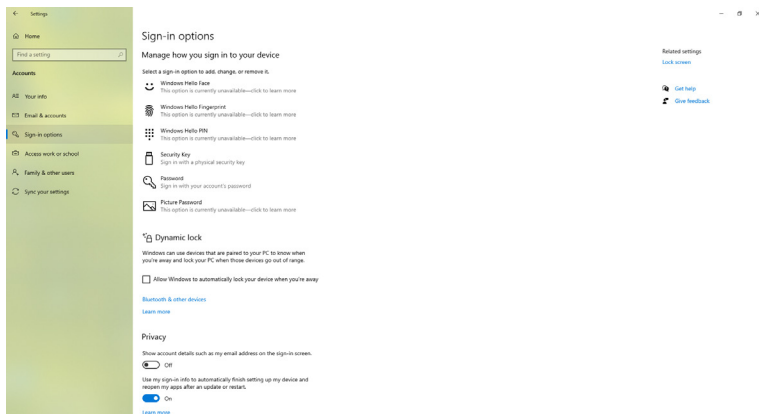 Settings
Home
Find a setting
Accounts
Your info
Email & accounts
Sign-in options
Access work or school
Family & other users
Sync your settings
Sign-in options
Manage how you sign in to your device
Select a sign-in option to add, change, or remove it.
Windows Hello Face
This option is currently unavailable—click to learn more
Windows Hello Fingerprint
This option is currently unavailable—click to learn more
Windows Hello PIN
This option is currently unavailable—click to learn more
Security Key
Sign in with a physical security key
Password
Sign in with your account's password
Picture Password
This option is currently unavailable—click to learn more
Dynamic lock
Windows can use devices that are paired to your PC to know when
you're away and lock your PC when those devices go out of range.
Allow Windows to automatically lock your device when you're away
Bluetooth & other devices
Learn more
Privacy
Show account details such as my email address on the sign-in screen.
Off
Use my sign-in info to automatically finish setting up my device and
reopen my apps after an update or restart.
On
Learn more
Related settings
Lock screen
Get help
Give feedback